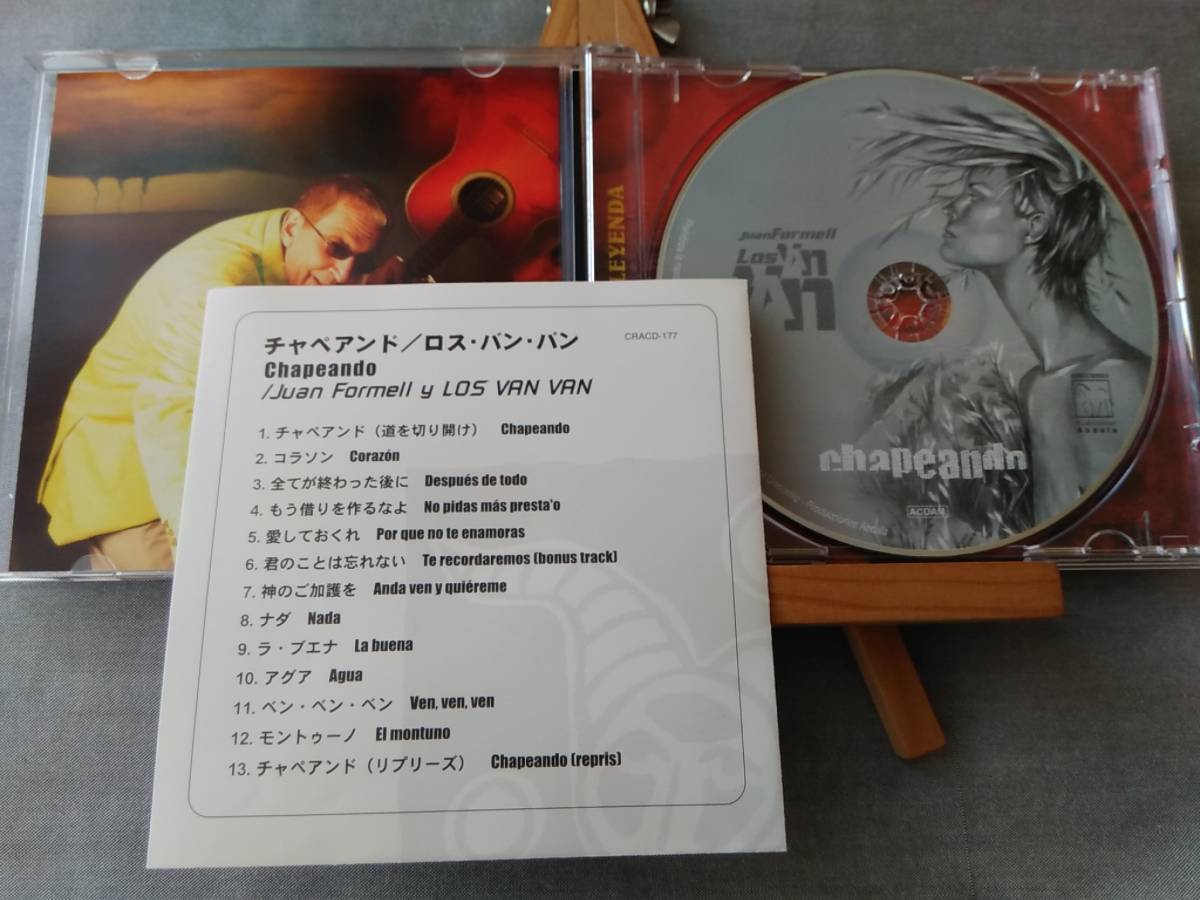 チャペアンド／ロス・バン・バン
CRACD-177
Chapeando
/Juan Formell y LOS VAN VAN
1. チャペアンド（道を切り開け） Chapeando
2. コラソン Corazón
3. 全てが終わった後に Después de todo
4. もう借りを作るなよ No pidas más presta'o
5. 愛しておくれ Por que no te enamoras
6. 君のことは忘れない Te recordaremos (bonus track)
7. 神のご加護を Anda ven y quiéreme
8. ナダ Nada
9. ラ・ブエナ La buena
10. アグア Agua
11. ベン・ベン・ベン Ven, ven, ven
12. モントゥーノ El montuno
13. チャペアンド（リプリーズ） Chapeando (repris)
LEYENDA
Juan Formell
Los Van
Van
chapeando
ACDAM
Abdala